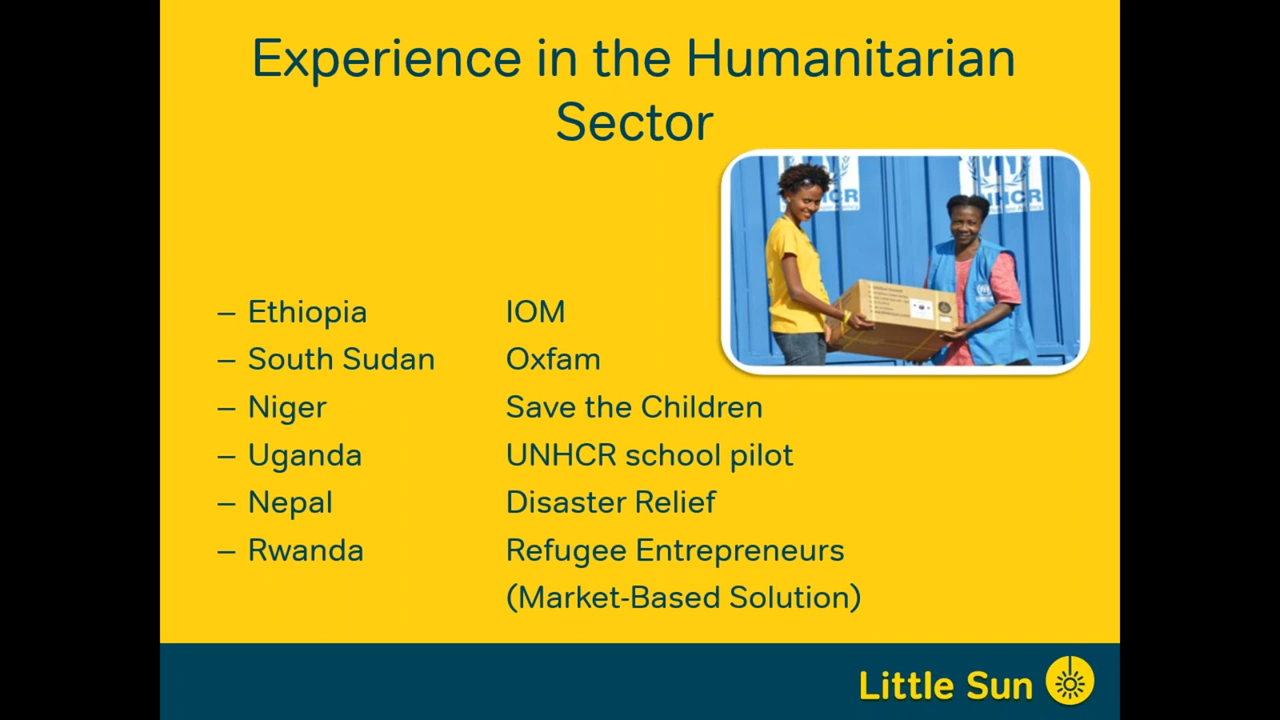 Experience in the Humanitarian
Sector
– Ethiopia IOM
– South Sudan Oxfam
– Niger Save the Children
– Uganda UNHCR school pilot
– Nepal Disaster Relief
– Rwanda Refugee Entrepreneurs
(Market-Based Solution)
Little Sun